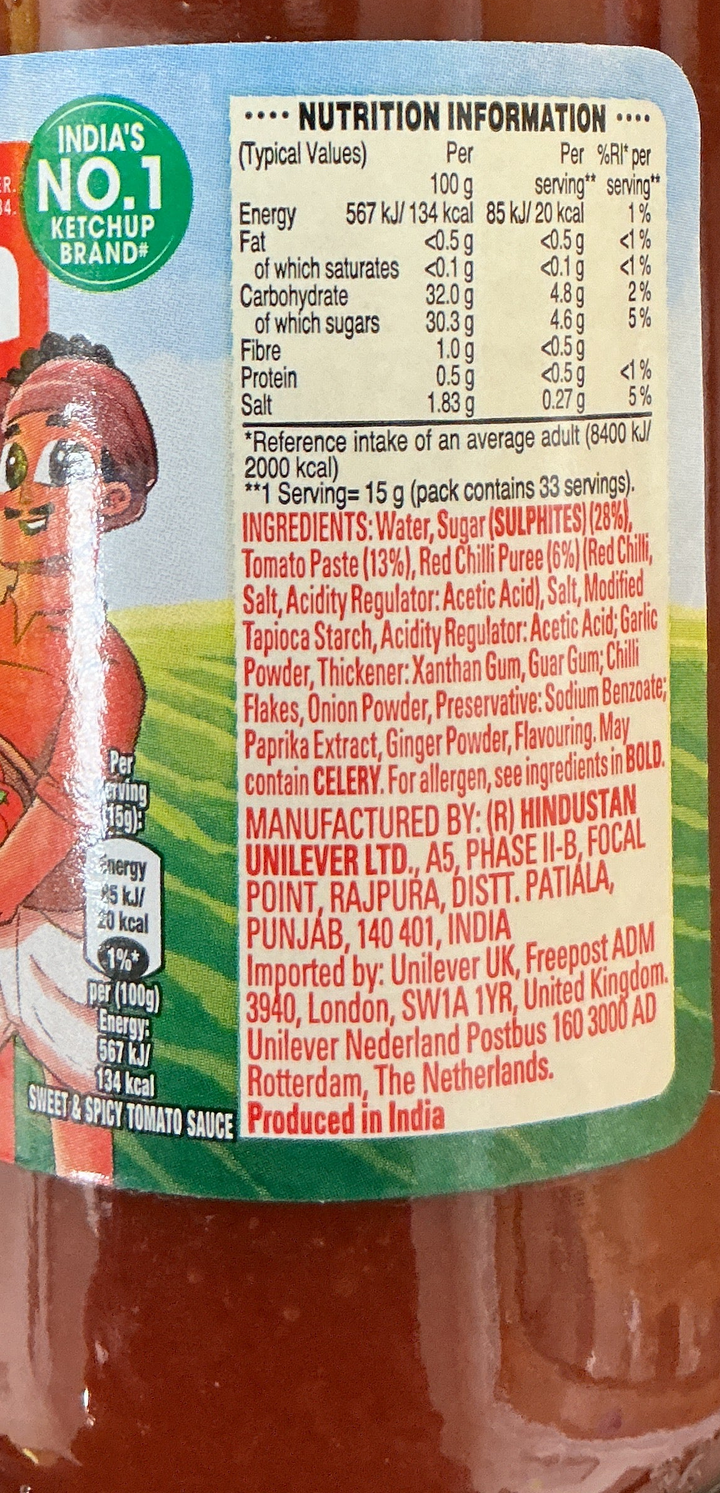 ER.
34.
INDIA'S
NO.1
KETCHUP
BRAND#
•••• NUTRITION INFORMATION ••••
(Typical Values) Per 100 g Per serving** %RI* per serving**
Energy 567 kJ/ 134 kcal 85 kJ/ 20 kcal 1%
Fat <0.5 g <0.5 g <1%
of which saturates <0.1 g <0.1 g <1%
Carbohydrate 32.0 g 4.8 g 2%
of which sugars 30.3 g 4.6 g 5%
Fibre 1.0 g <0.5 g
Protein 0.5 g <0.5 g <1%
Salt 1.83 g 0.27 g 5%
*Reference intake of an average adult (8400 kJ/
2000 kcal)
**1 Serving= 15 g (pack contains 33 servings).
INGREDIENTS: Water, Sugar (SULPHITES) (28%),
Tomato Paste (13%), Red Chilli Puree (6%) (Red Chilli,
Salt, Acidity Regulator: Acetic Acid), Salt, Modified
Tapioca Starch, Acidity Regulator: Acetic Acid; Garlic
Powder, Thickener: Xanthan Gum, Guar Gum; Chilli
Flakes, Onion Powder, Preservative: Sodium Benzoate;
Paprika Extract, Ginger Powder, Flavouring. May
contain CELERY. For allergen, see ingredients in BOLD.
MANUFACTURED BY: (R) HINDUSTAN
UNILEVER LTD., A5, PHASE II-B, FOCAL
POINT, RAJPURA, DISTT. PATIALA,
PUNJAB, 140 401, INDIA
Imported by: Unilever UK, Freepost ADM
3940, London, SW1A 1YR, United Kingdom.
Unilever Nederland Postbus 160 3000 AD
Rotterdam, The Netherlands.
Produced in India
Per
serving
(15g):
Energy
85 kJ/
20 kcal
1%*
per (100g)
Energy:
567 kJ/
134 kcal
SWEET & SPICY TOMATO SAUCE